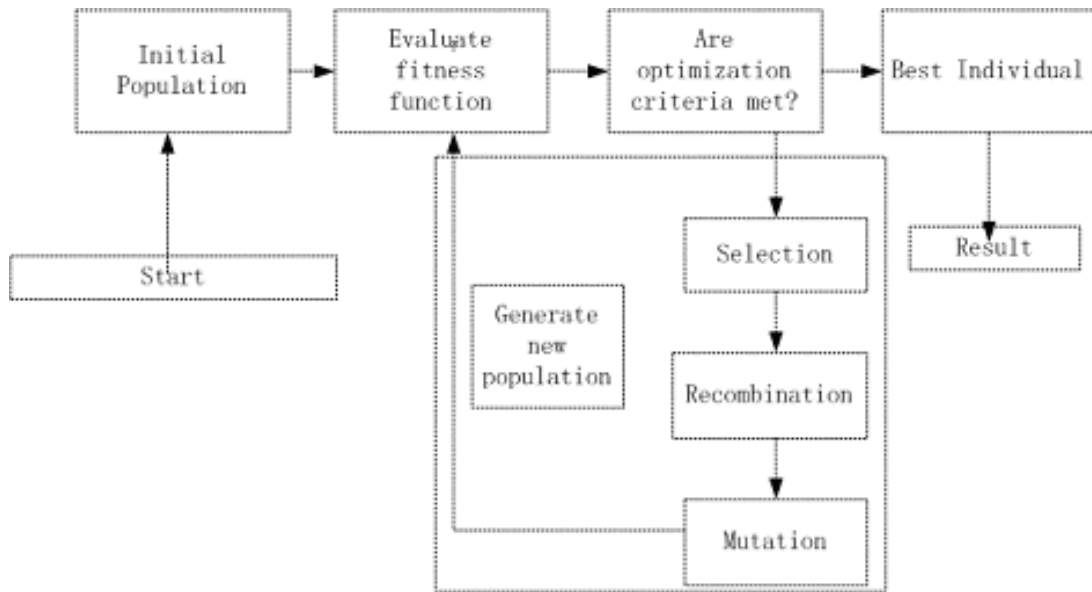 Initial
Population
Evaluate
fitness
function
Are
optimization
criteria met?
Best Individual
Start
Selection
Result
Generate
new
population
Recombination
Mutation